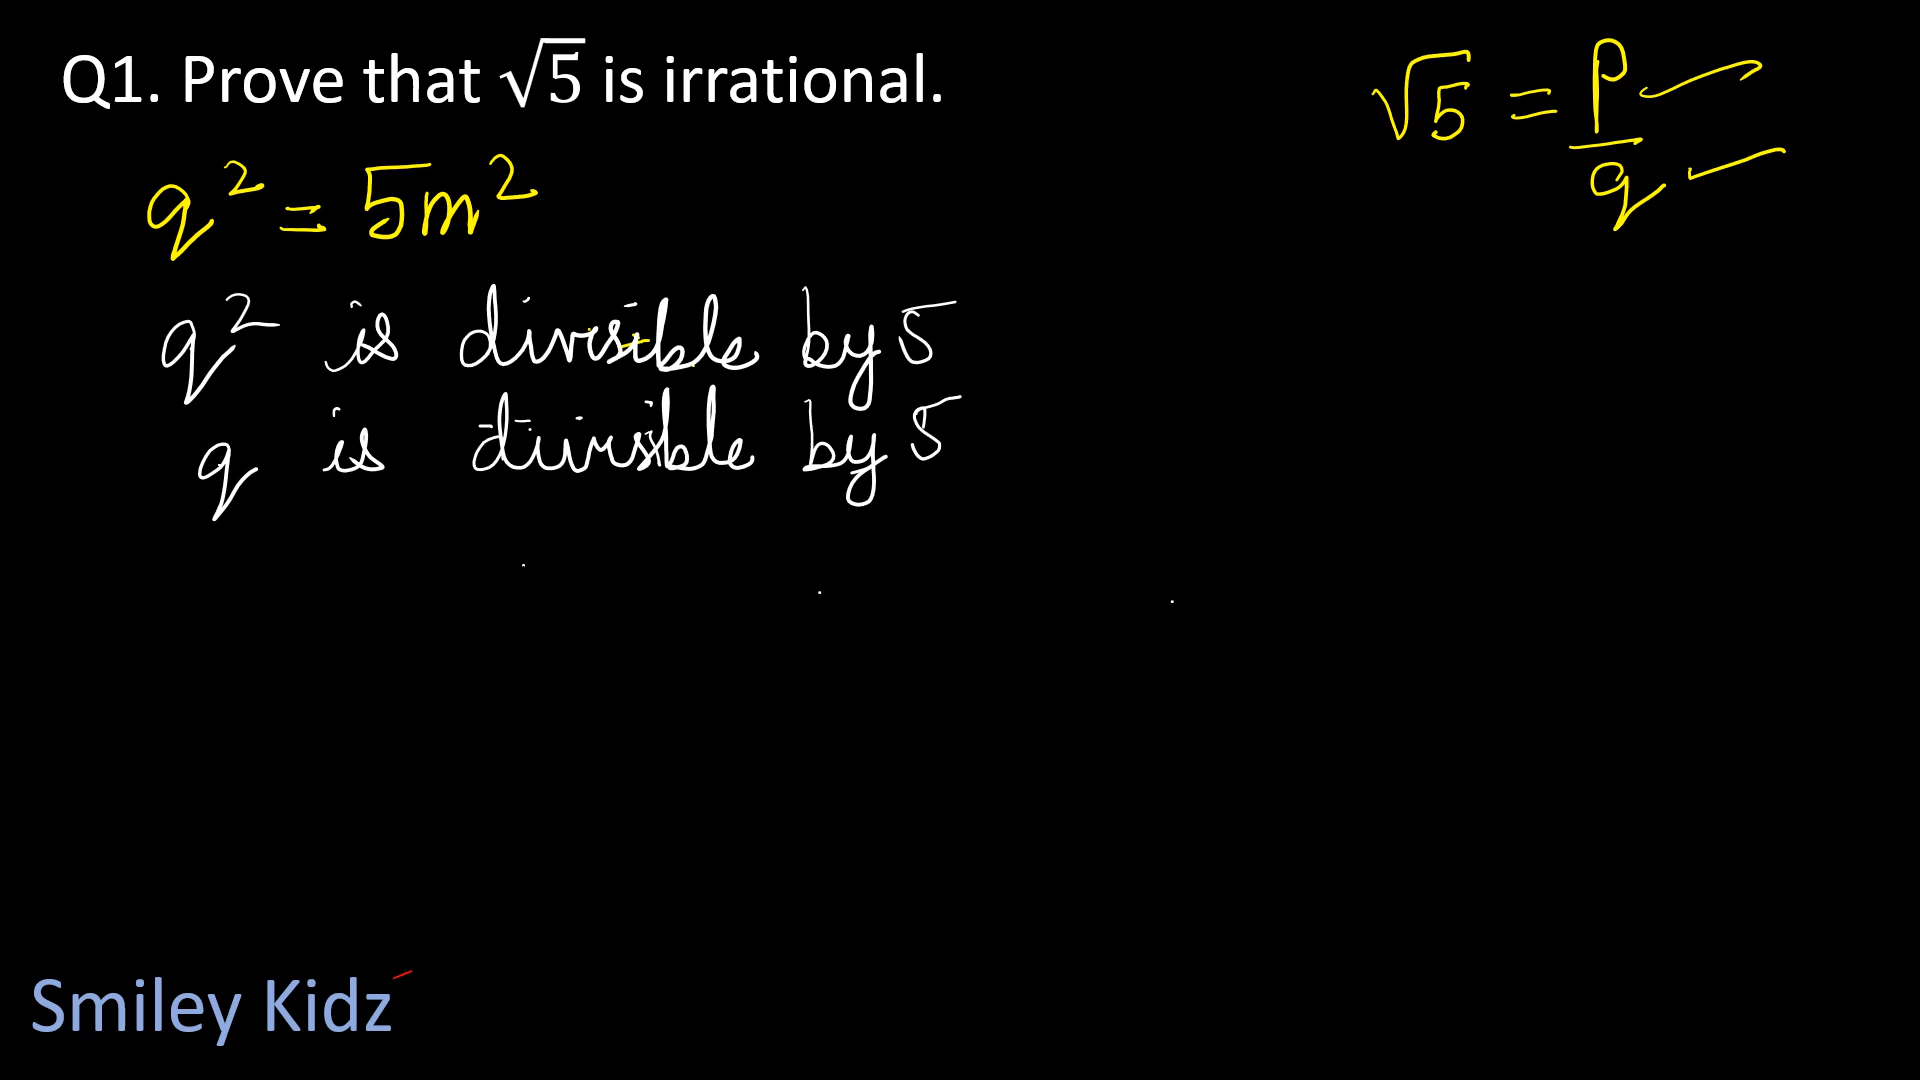 Q1. Prove that √5 is irrational.
√5 = p/q
q² = 5m²
q² is divisible by 5
q is divisible by 5
Smiley Kidz